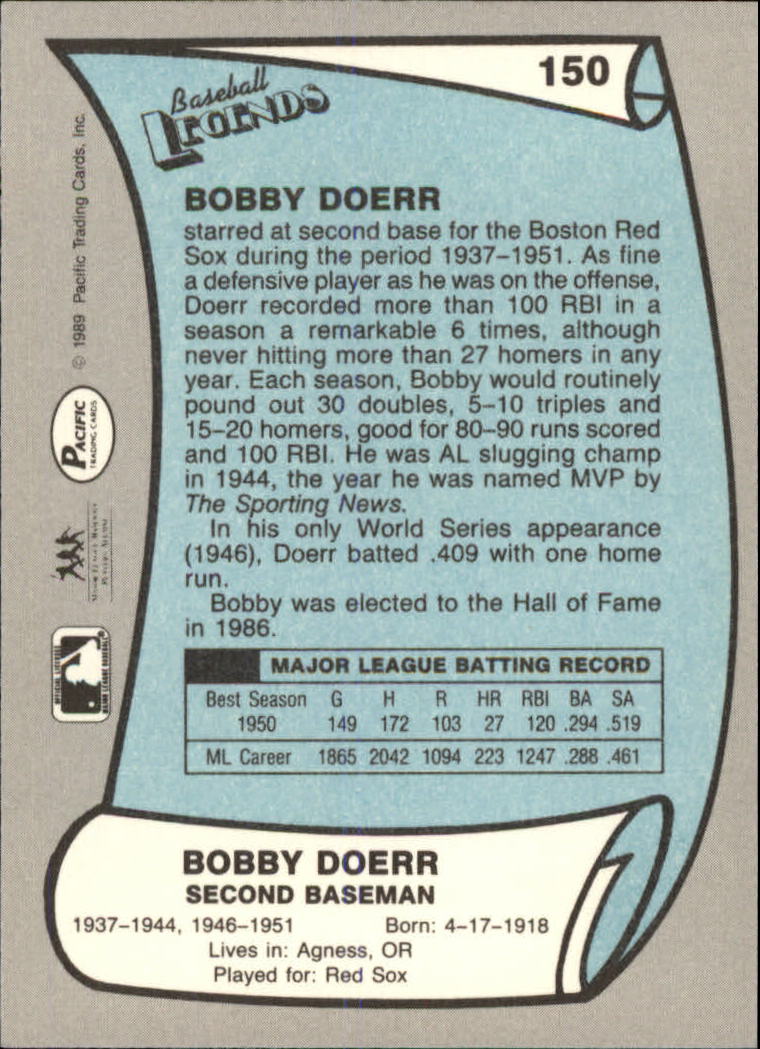 150
Baseball
LEGENDS
BOBBY DOERR
starred at second base for the Boston Red
Sox during the period 1937–1951. As fine
a defensive player as he was on the offense,
Doerr recorded more than 100 RBI in a
season a remarkable 6 times, although
never hitting more than 27 homers in any
year. Each season, Bobby would routinely
pound out 30 doubles, 5–10 triples and
15–20 homers, good for 80–90 runs scored
and 100 RBI. He was AL slugging champ
in 1944, the year he was named MVP by
The Sporting News.
In his only World Series appearance
(1946), Doerr batted .409 with one home
run.
Bobby was elected to the Hall of Fame
in 1986.
MAJOR LEAGUE BATTING RECORD
Best Season G H R HR RBI BA SA
1950 149 172 103 27 120 .294 .519
ML Career 1865 2042 1094 223 1247 .288 .461
BOBBY DOERR
SECOND BASEMAN
1937–1944, 1946–1951 Born: 4–17–1918
Lives in: Agness, OR
Played for: Red Sox
© 1989 Pacific Trading Cards, Inc.
PACIFIC
TRADING CARDS
MAJOR LEAGUE BASEBALL
OFFICIAL LICENSEE
MAJOR LEAGUE BASEBALL